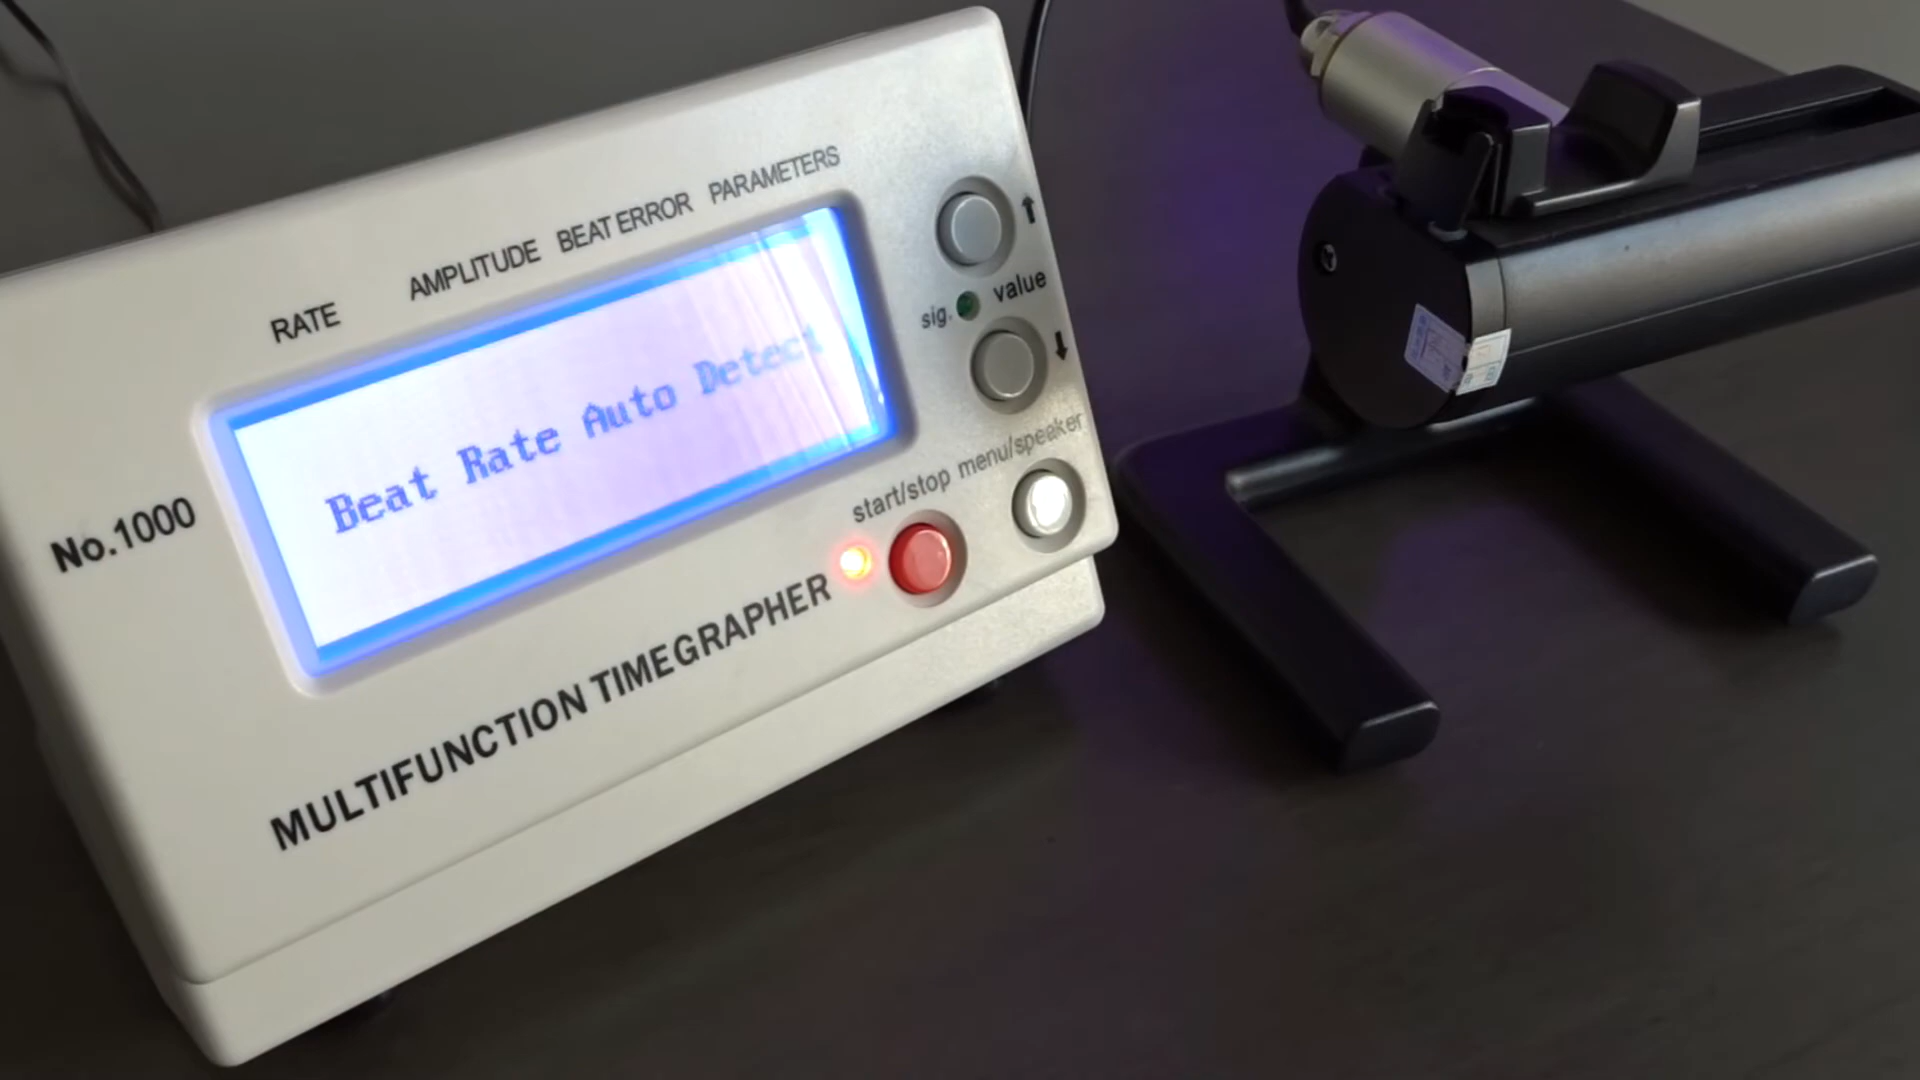 RATE AMPLITUDE BEAT ERROR PARAMETERS
Beat Rate Auto Detect
sig. value
start/stop menu/speaker
No.1000
MULTIFUNCTION TIMEGRAPHER